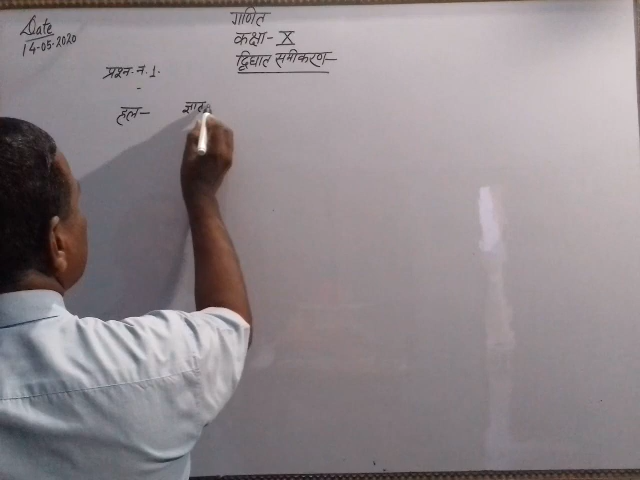 Date
14-05-2020
गणित
कक्षा- X
द्विघात समीकरण-
प्रश्न.न.1.
हल- ज्ञात